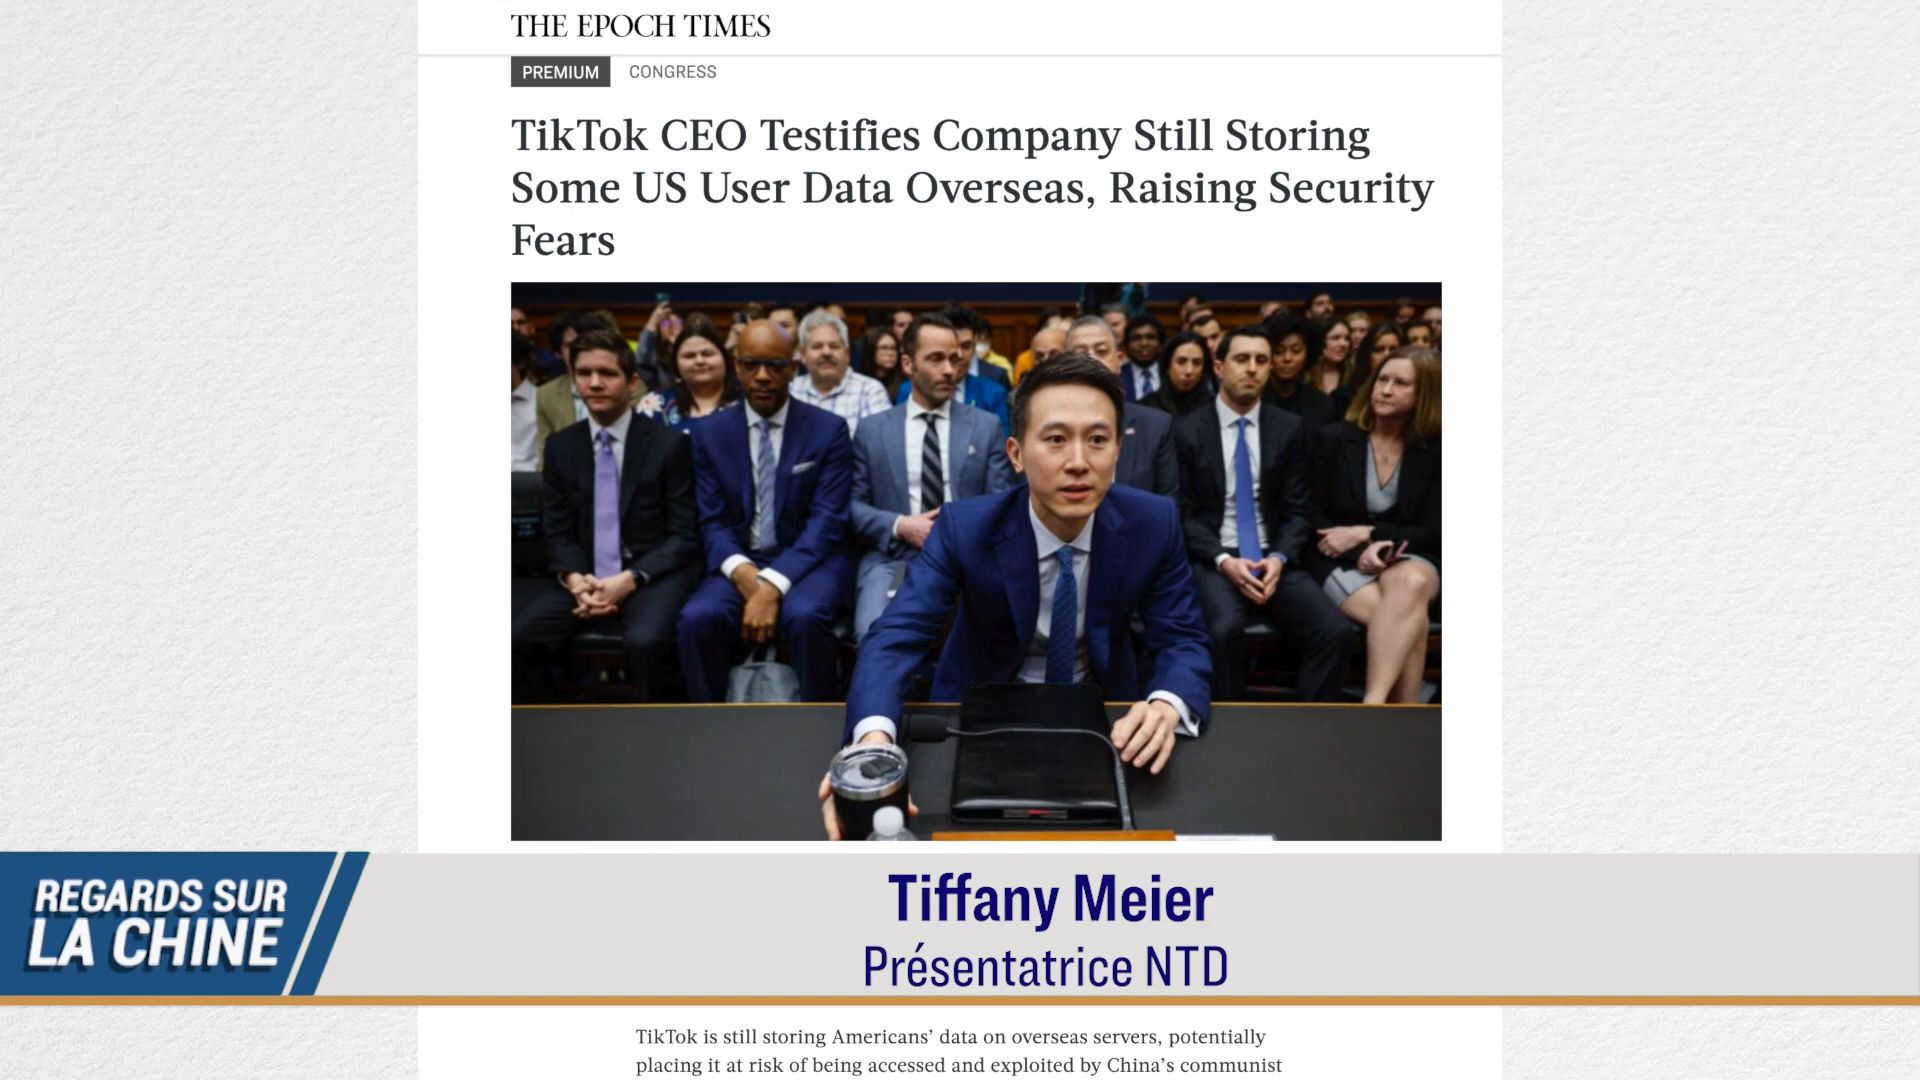 THE EPOCH TIMES
PREMIUM CONGRESS
TikTok CEO Testifies Company Still Storing
Some US User Data Overseas, Raising Security
Fears
REGARDS SUR
LA CHINE
Tiffany Meier
Présentatrice NTD
TikTok is still storing Americans’ data on overseas servers, potentially
placing it at risk of being accessed and exploited by China’s communist